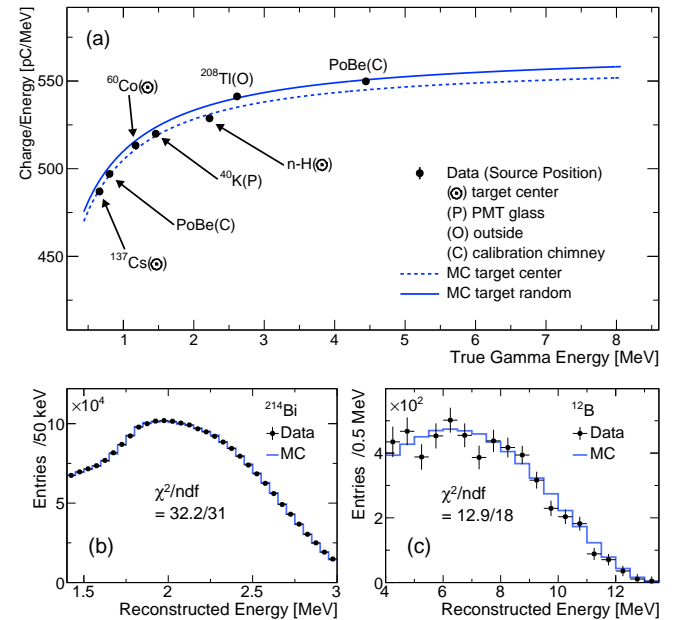 (a)
Charge/Energy [pC/MeV]
550
500
450
⁶⁰Co(⊙)
²⁰⁸Tl(O)
PoBe(C)
n-H(⊙)
⁴⁰K(P)
PoBe(C)
¹³⁷Cs(⊙)
Data (Source Position)
(⊙) target center
(P) PMT glass
(O) outside
(C) calibration chimney
MC target center
MC target random
1 2 3 4 5 6 7 8
True Gamma Energy [MeV]
×10⁴
²¹⁴Bi
Data
MC
Entries /50 keV
10
5
0
χ²/ndf
= 32.2/31
(b)
1.5 2 2.5 3
Reconstructed Energy [MeV]
×10²
¹²B
Data
MC
Entries /0.5 MeV
4
2
0
χ²/ndf
= 12.9/18
(c)
4 6 8 10 12
Reconstructed Energy [MeV]